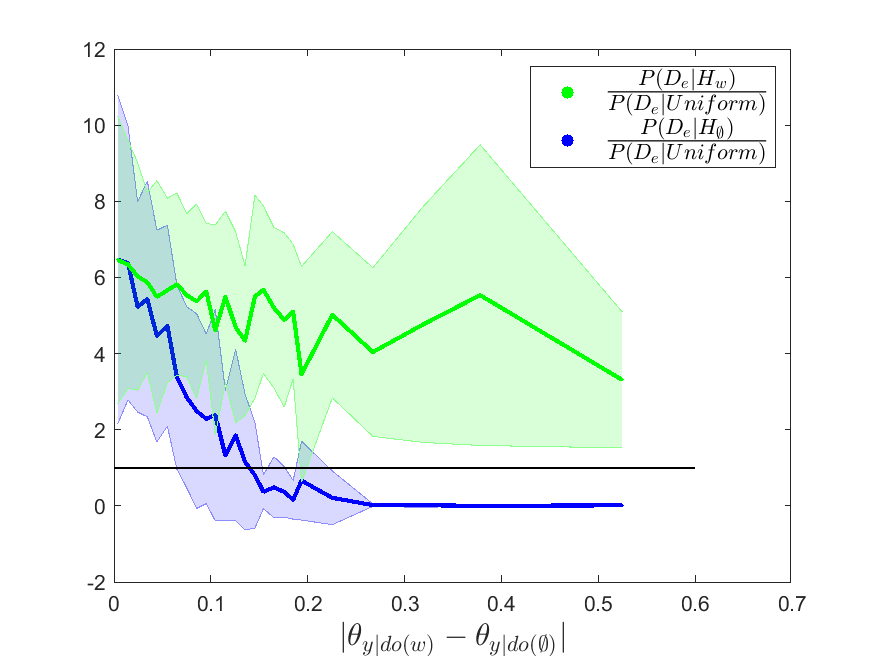 12
10
8
6
4
2
0
-2
0 0.1 0.2 0.3 0.4 0.5 0.6 0.7
|θ_{y|do(w)} − θ_{y|do(∅)}|
P(D_e|H_w)
P(D_e|Uniform)
P(D_e|H_∅)
P(D_e|Uniform)